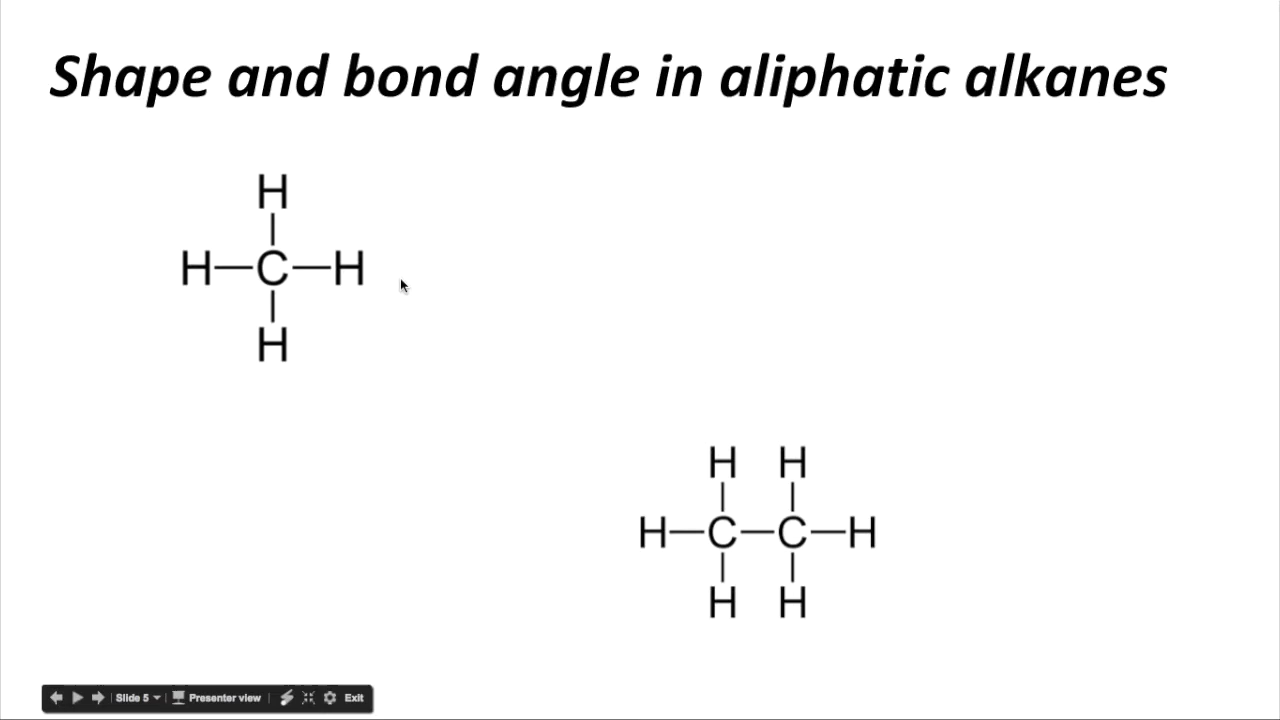 Shape and bond angle in aliphatic alkanes
H
H—C—H
H
H H
H—C—C—H
H H
Slide 5 Presenter view Exit